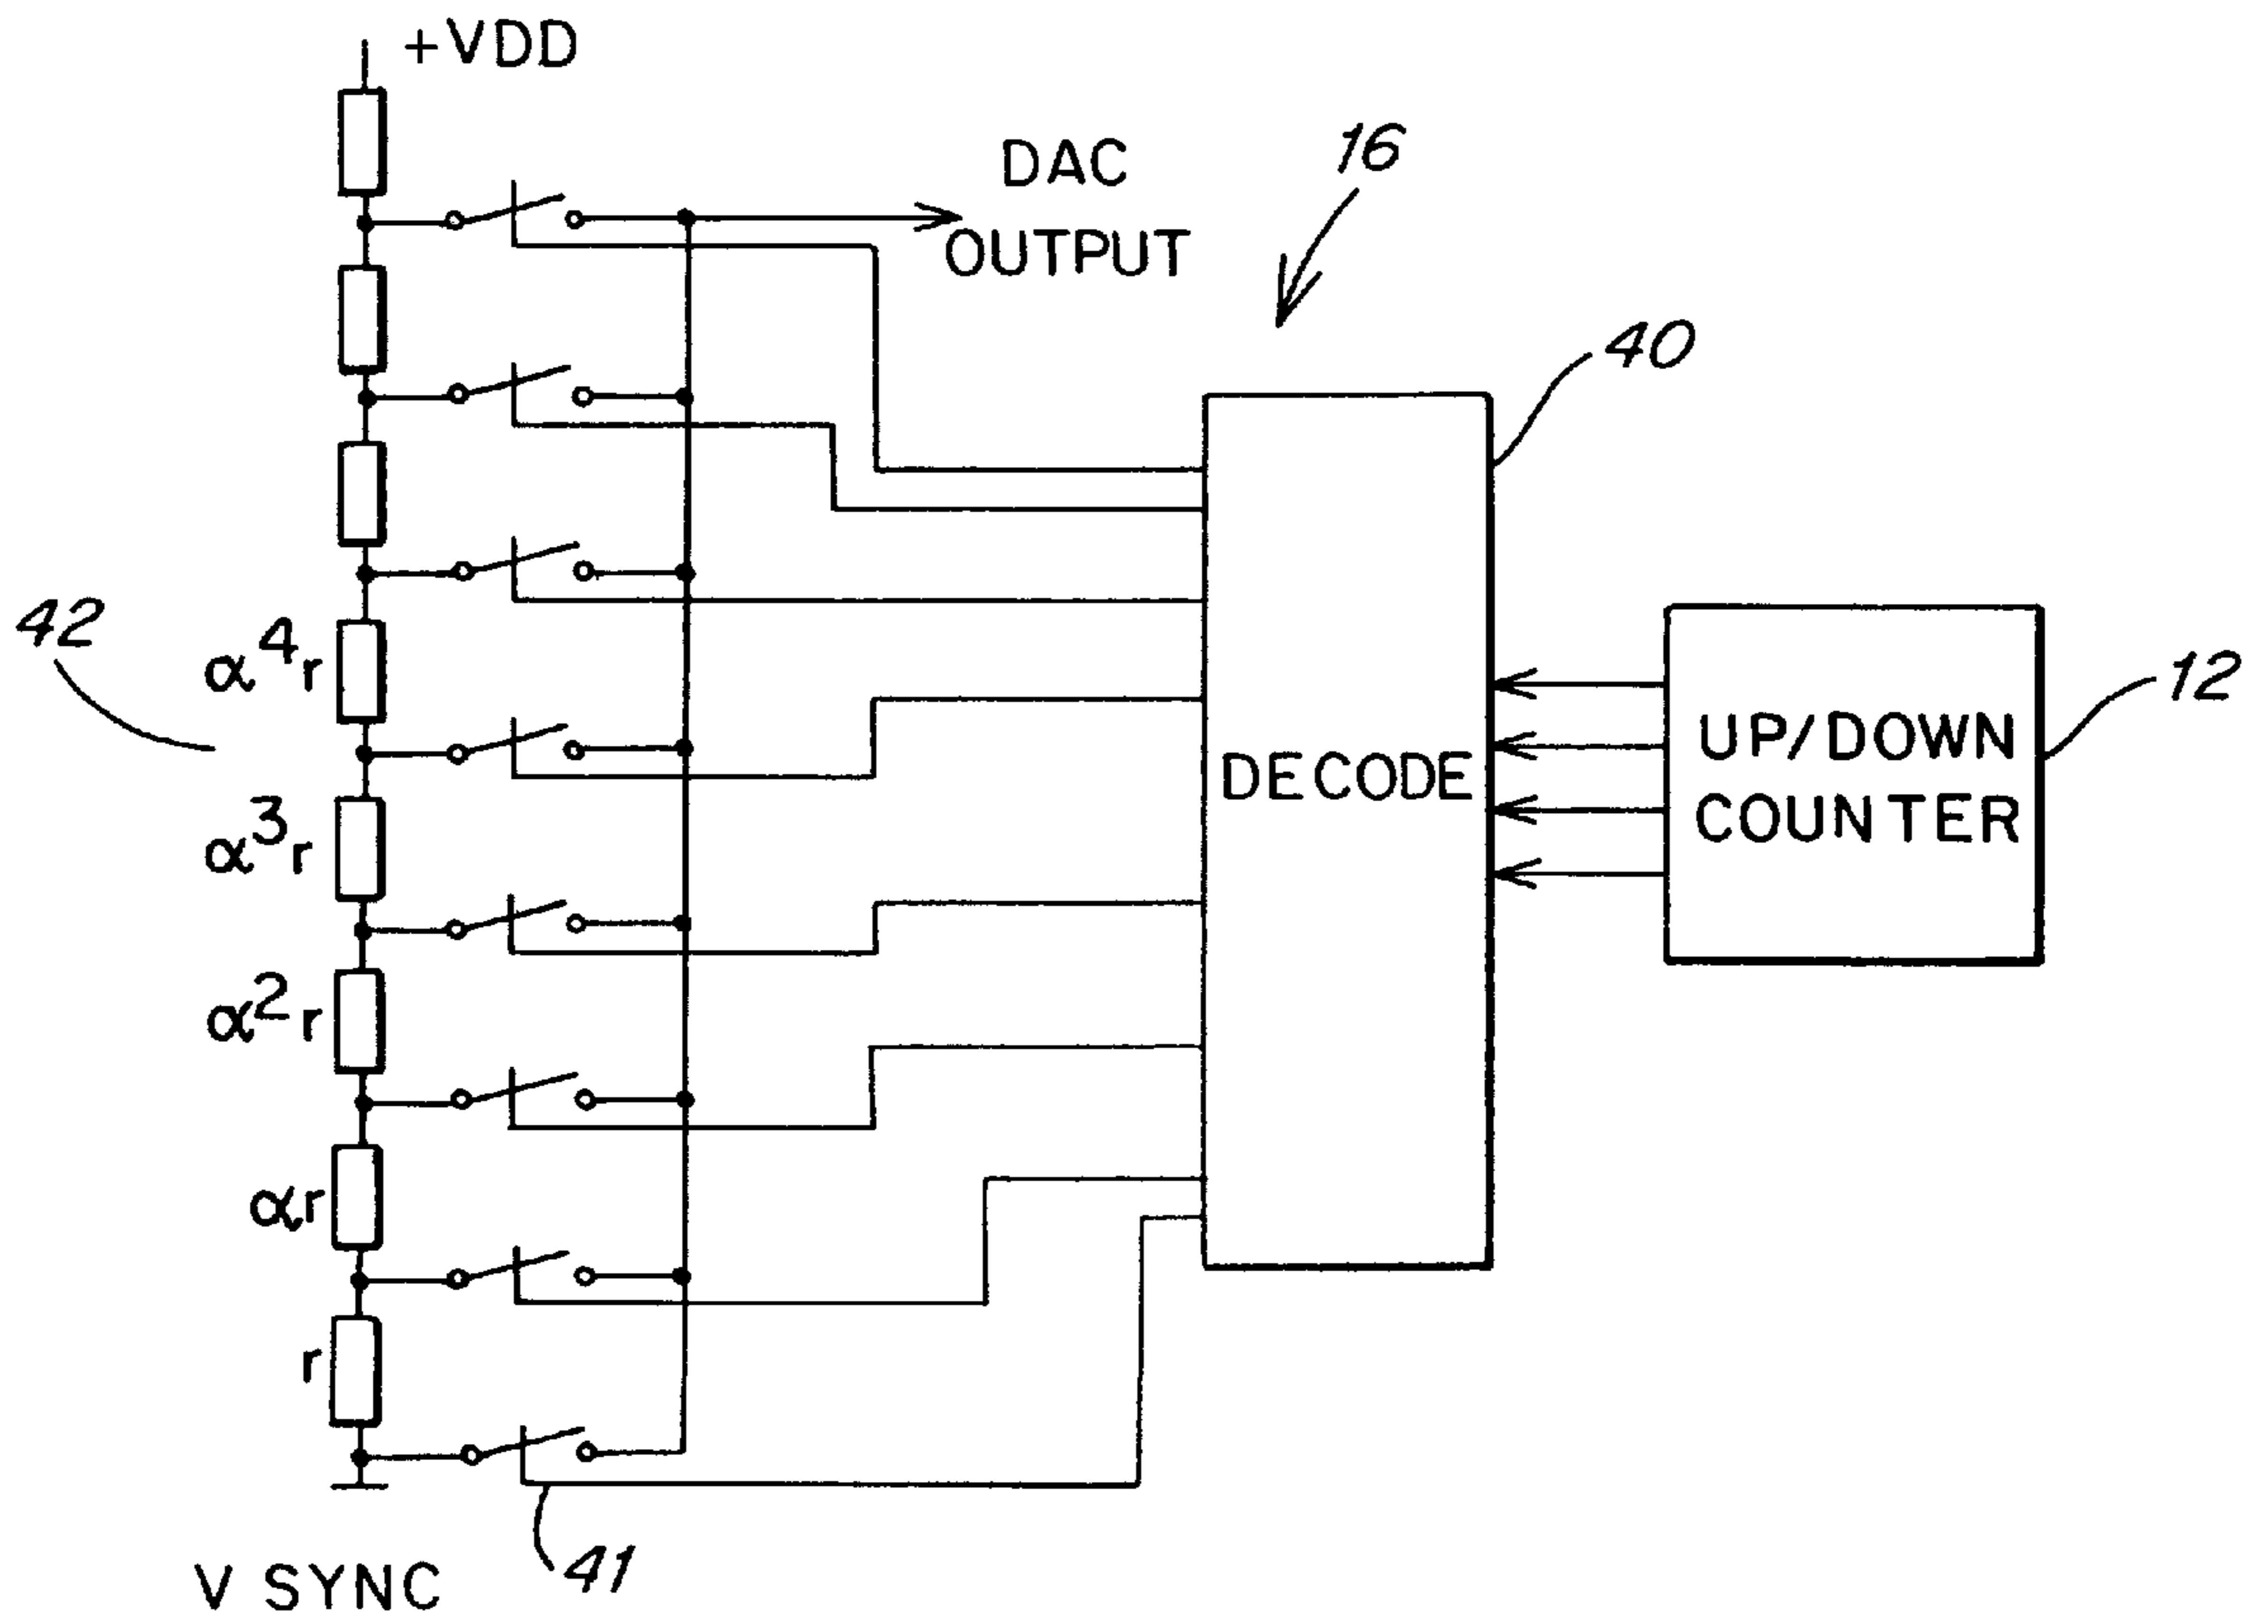 +VDD
DAC
OUTPUT
16
40
42
α⁴r
12
UP/DOWN
COUNTER
DECODE
α³r
α²r
αr
r
41
V SYNC